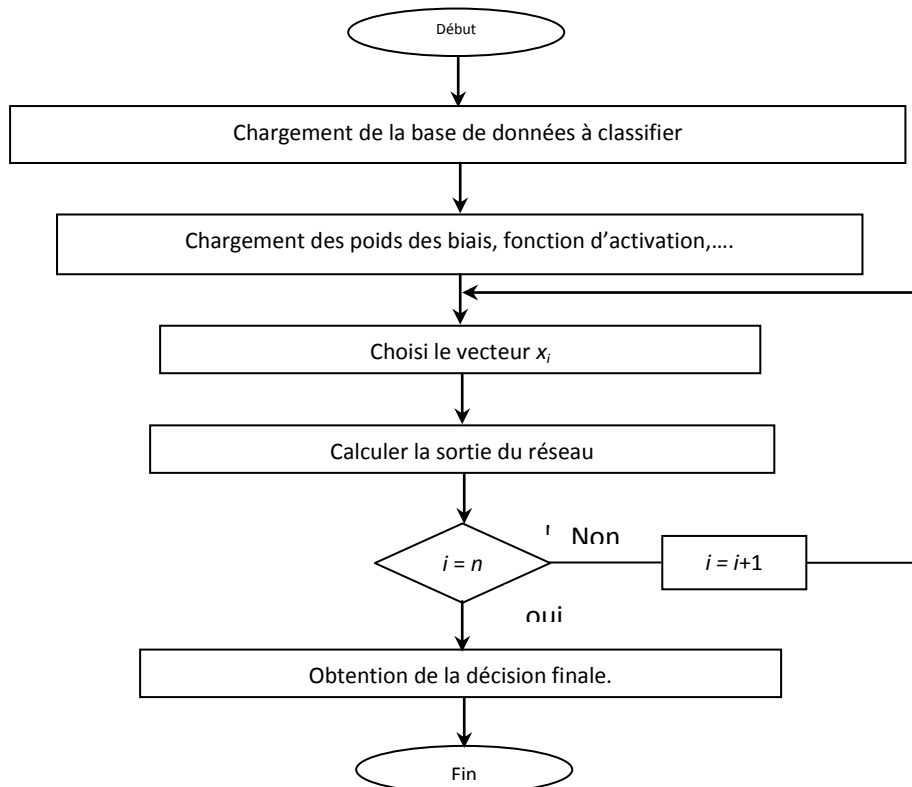 Début
Chargement de la base de données à classifier
Chargement des poids des biais, fonction d’activation,….
Choisi le vecteur xi
Calculer la sortie du réseau
i = n
Non
i = i+1
oui
Obtention de la décision finale.
Fin